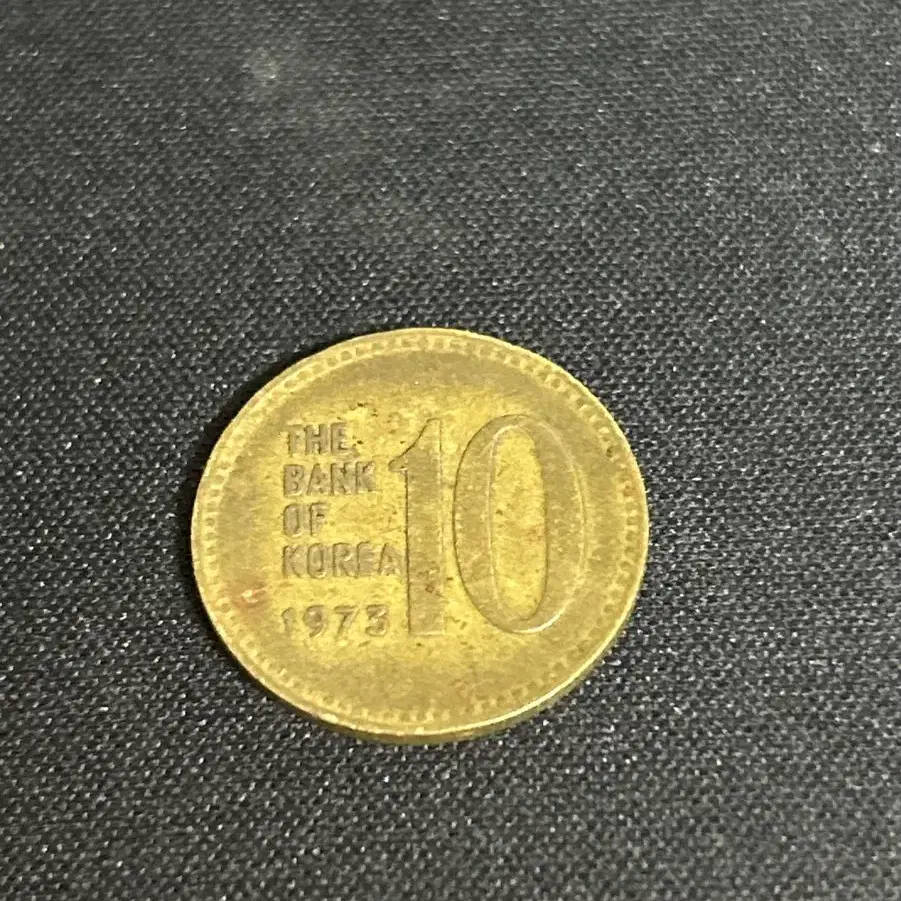 THE
BANK
OF
KOREA
1973
10